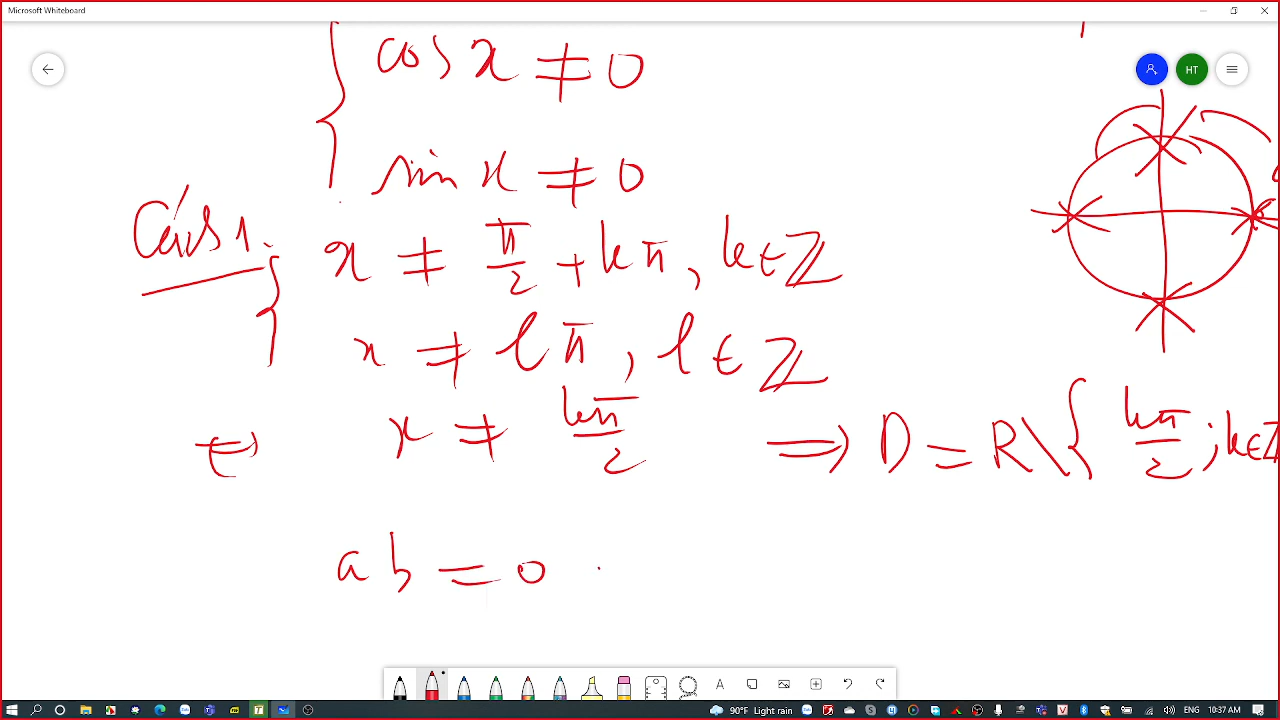 Microsoft Whiteboard
HT
cos x ≠ 0
sin x ≠ 0
Cách 1:
x ≠ π/2 + kπ, k ∈ ℤ
x ≠ lπ, l ∈ ℤ
⇔ x ≠ kπ/2 ⟹ D = R \ { kπ/2 ; k ∈ ℤ
ab = 0
A
90°F Light rain
ENG
10:37 AM